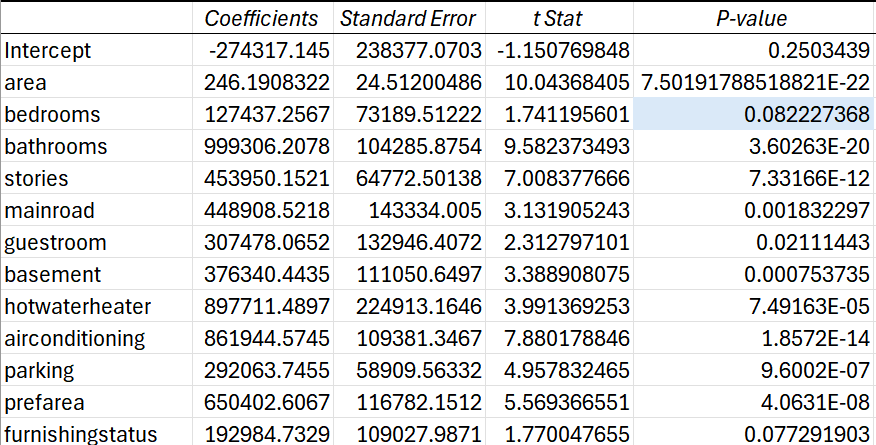 Coefficients Standard Error t Stat P-value
Intercept -274317.145 238377.0703 -1.150769848 0.2503439
area 246.1908322 24.51200486 10.04368405 7.50191788518821E-22
bedrooms 127437.2567 73189.51222 1.741195601 0.082227368
bathrooms 999306.2078 104285.8754 9.582373493 3.60263E-20
stories 453950.1521 64772.50138 7.008377666 7.33166E-12
mainroad 448908.5218 143334.005 3.131905243 0.001832297
guestroom 307478.0652 132946.4072 2.312797101 0.02111443
basement 376340.4435 111050.6497 3.388908075 0.000753735
hotwaterheater 897711.4897 224913.1646 3.991369253 7.49163E-05
airconditioning 861944.5745 109381.3467 7.880178846 1.8572E-14
parking 292063.7455 58909.56332 4.957832465 9.6002E-07
prefarea 650402.6067 116782.1512 5.569366551 4.0631E-08
furnishingstatus 192984.7329 109027.9871 1.770047655 0.077291903